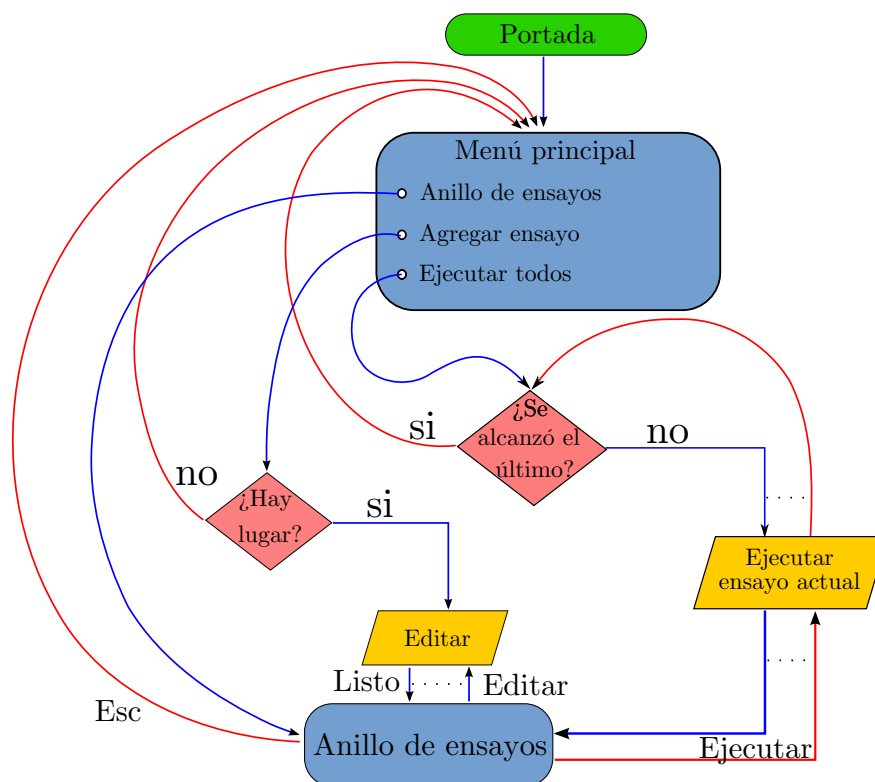 Portada
Menú principal
Anillo de ensayos
Agregar ensayo
Ejecutar todos
¿Se
alcanzó el
último?
si
no
no
¿Hay
lugar?
si
Ejecutar
ensayo actual
Editar
Listo
Editar
Esc
Anillo de ensayos
Ejecutar